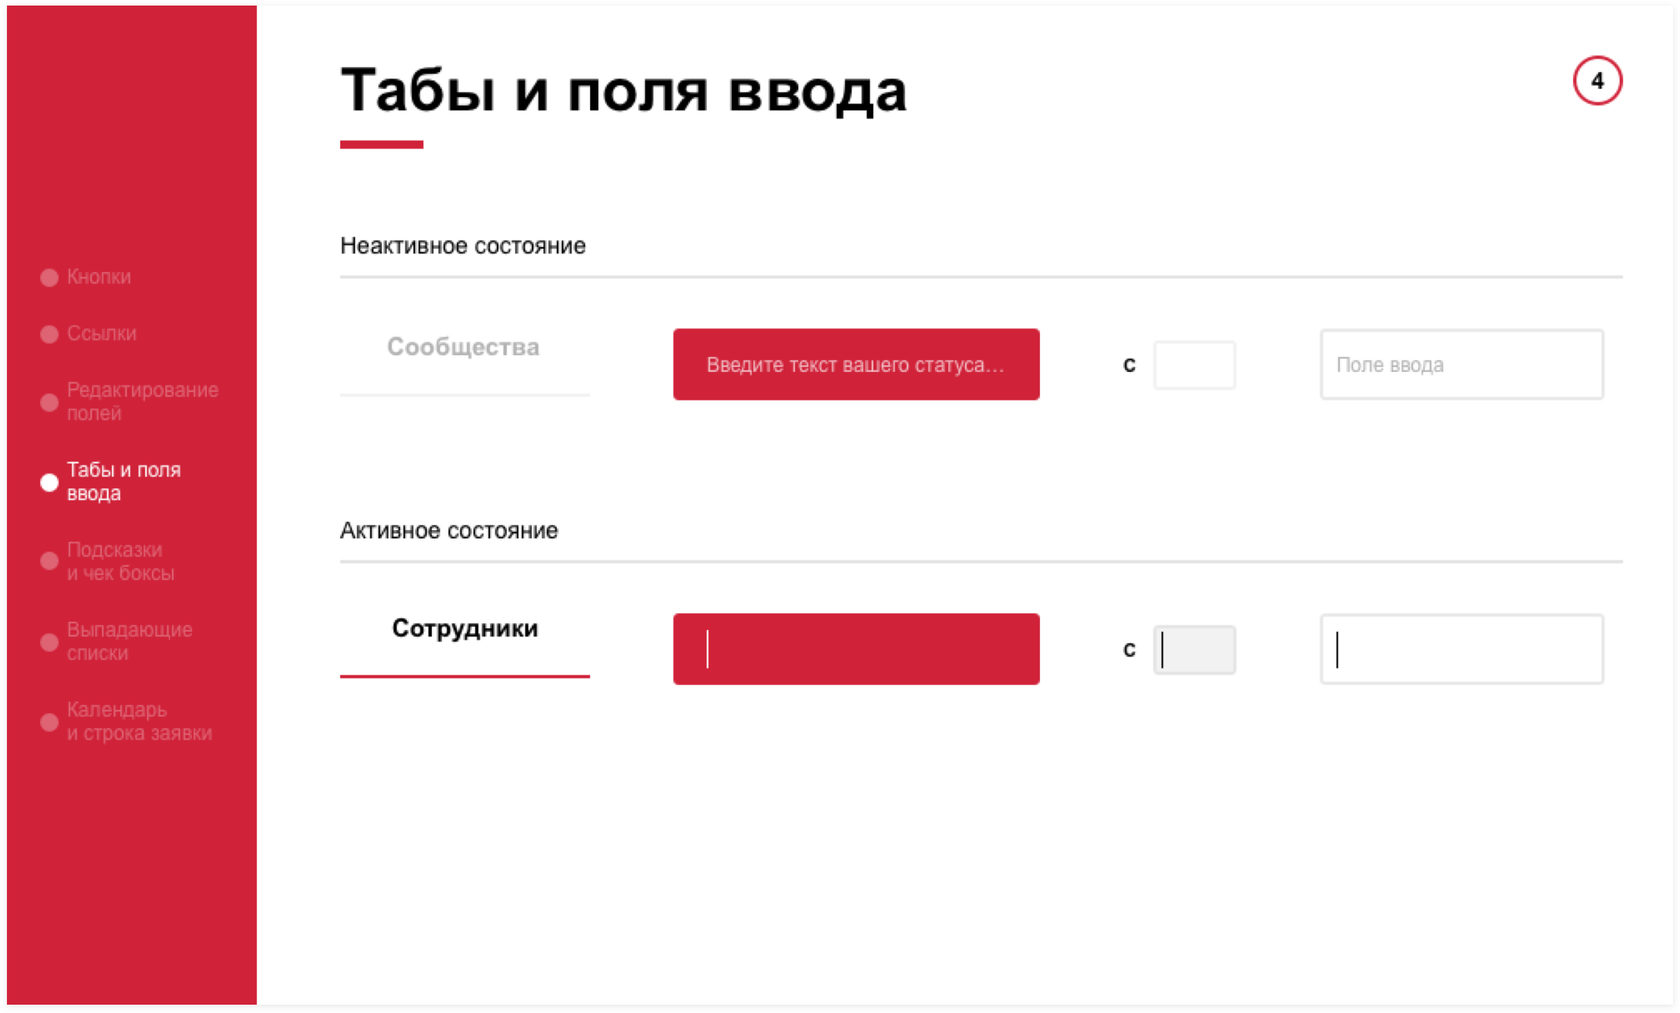 Табы и поля ввода
4
Кнопки
Ссылки
Редактирование
полей
Табы и поля
ввода
Подсказки
и чек боксы
Выпадающие
списки
Календарь
и строка заявки
Неактивное состояние
Сообщества
Введите текст вашего статуса...
с
Поле ввода
Активное состояние
Сотрудники
с